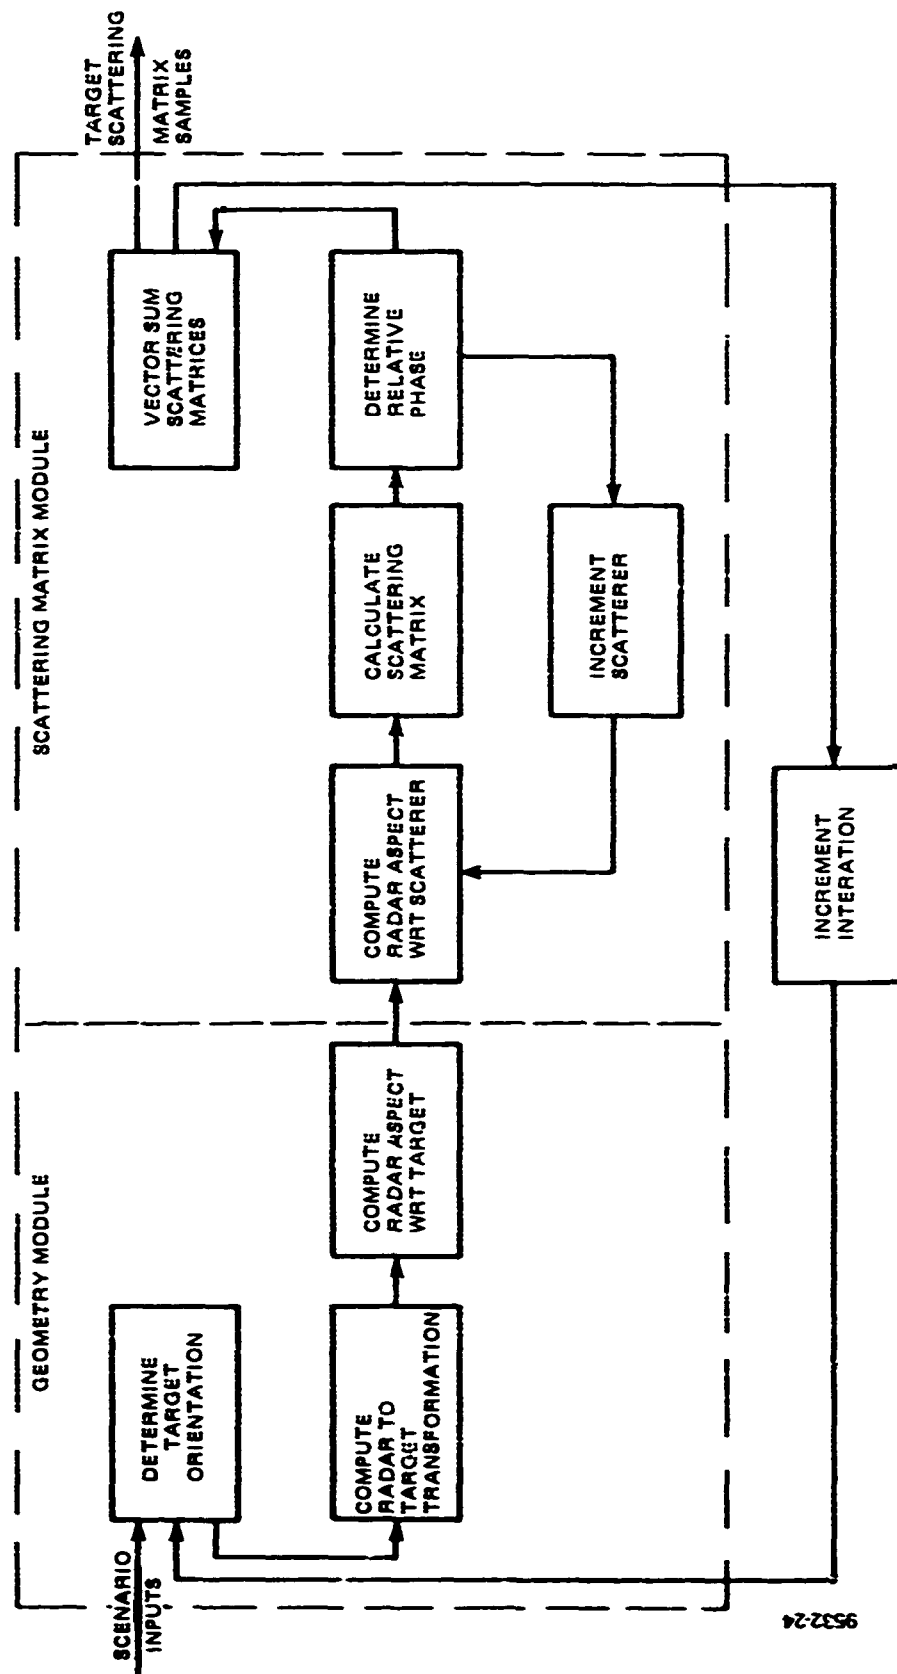 SCENARIO
INPUTS
GEOMETRY MODULE
DETERMINE
TARGET
ORIENTATION
COMPUTE
RADAR TO
TARGET
TRANSFORMATION
COMPUTE
RADAR ASPECT
WRT TARGET
SCATTERING MATRIX MODULE
COMPUTE
RADAR ASPECT
WRT SCATTERER
CALCULATE
SCATTERING
MATRIX
DETERMINE
RELATIVE
PHASE
VECTOR SUM
SCATTERING
MATRICES
INCREMENT
SCATTERER
INCREMENT
INTERATION
TARGET
SCATTERING
MATRIX
SAMPLES
9532-24